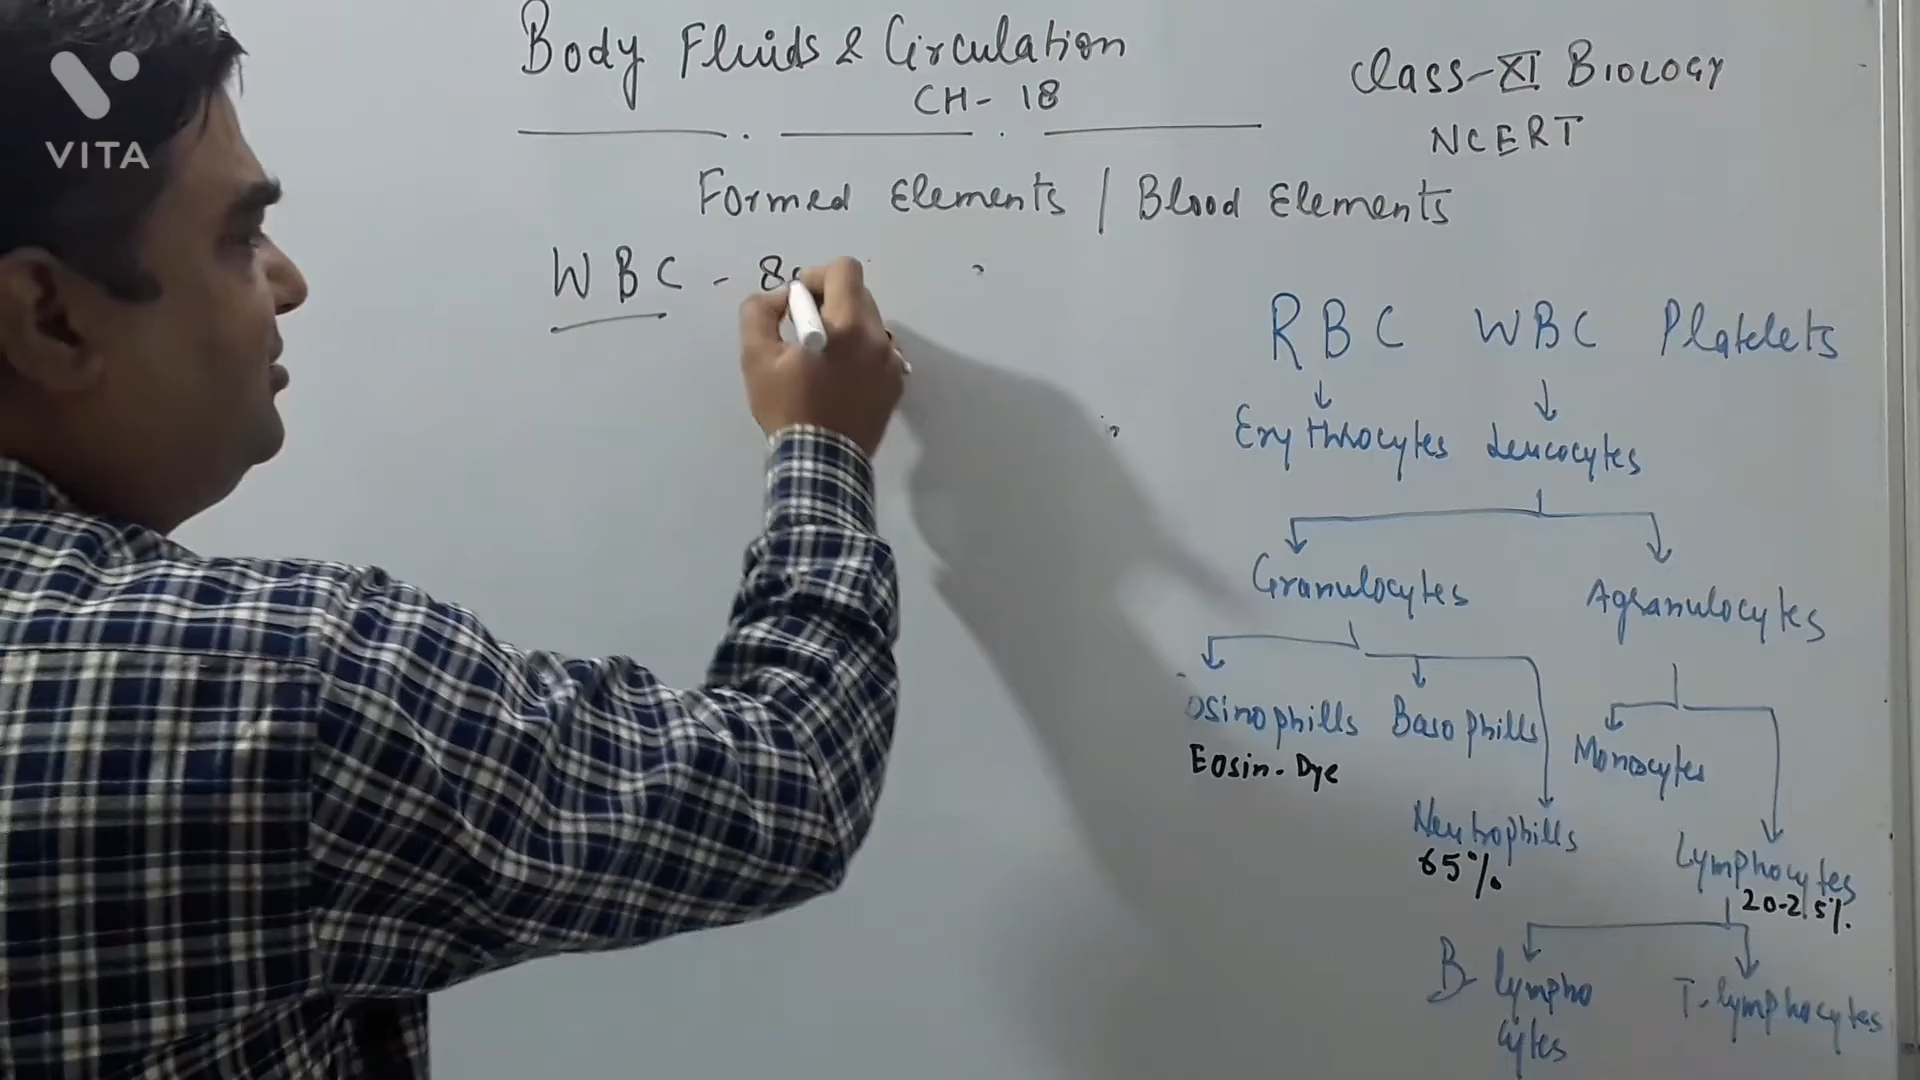 VITA
Body Fluids & Circulation
CH- 18
Class-XI Biology
NCERT
Formed Elements / Blood Elements
WBC - 80
RBC WBC Platelets
Erythrocytes Leucocytes
Granulocytes Agranulocytes
osinophills Basophills Monocytes
Eosin-Dye
Neutrophills Lymphocytes
65% 20-25%.
B- lympho T-lymphocytes
cytes